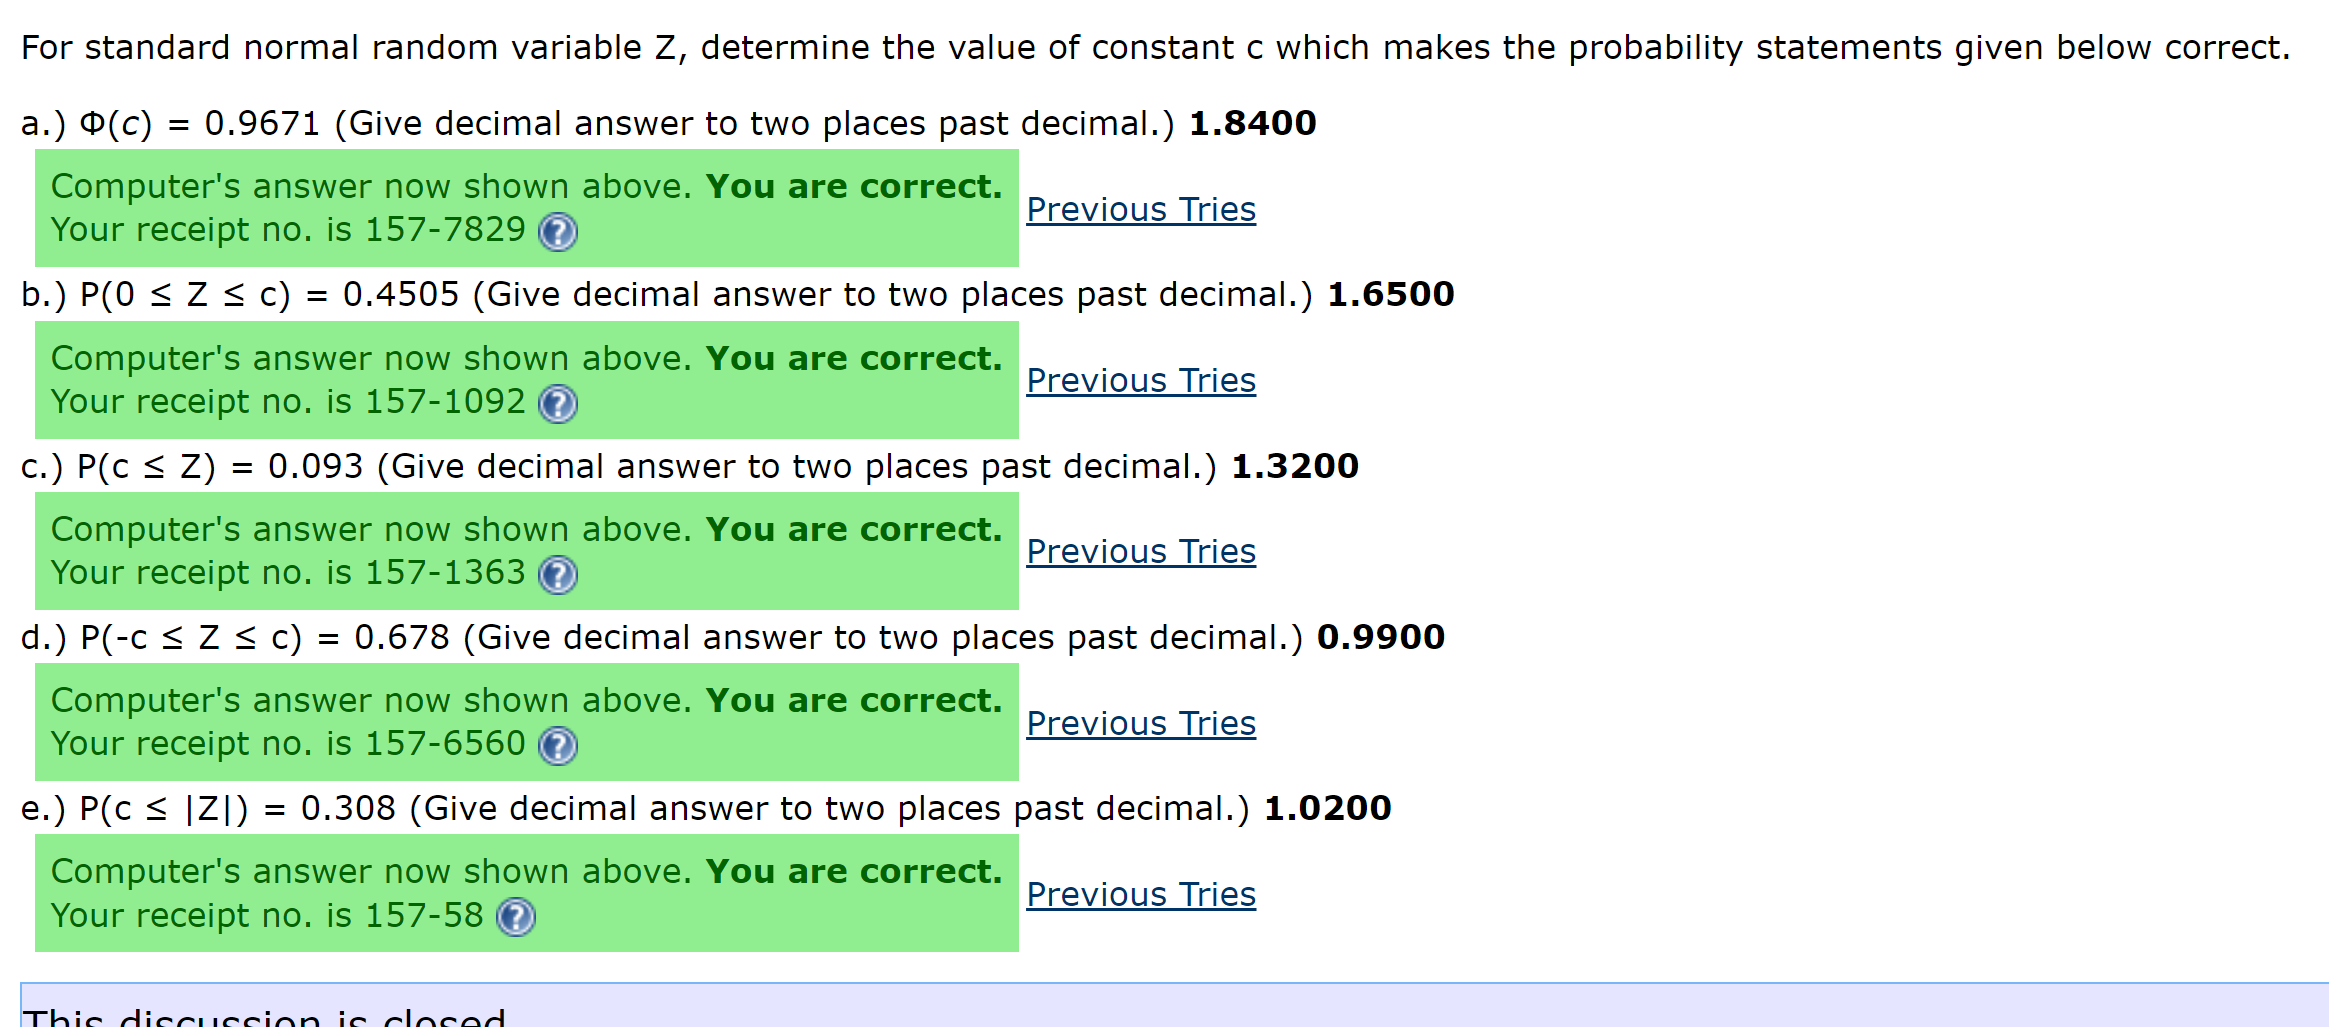 For standard normal random variable Z, determine the value of constant c which makes the probability statements given below correct.
a.) Φ(c) = 0.9671 (Give decimal answer to two places past decimal.) 1.8400
Computer's answer now shown above. You are correct.
Your receipt no. is 157-7829 ?
Previous Tries
b.) P(0 ≤ Z ≤ c) = 0.4505 (Give decimal answer to two places past decimal.) 1.6500
Computer's answer now shown above. You are correct.
Your receipt no. is 157-1092 ?
Previous Tries
c.) P(c ≤ Z) = 0.093 (Give decimal answer to two places past decimal.) 1.3200
Computer's answer now shown above. You are correct.
Your receipt no. is 157-1363 ?
Previous Tries
d.) P(-c ≤ Z ≤ c) = 0.678 (Give decimal answer to two places past decimal.) 0.9900
Computer's answer now shown above. You are correct.
Your receipt no. is 157-6560 ?
Previous Tries
e.) P(c ≤ |Z|) = 0.308 (Give decimal answer to two places past decimal.) 1.0200
Computer's answer now shown above. You are correct.
Your receipt no. is 157-58 ?
Previous Tries
This discussion is closed